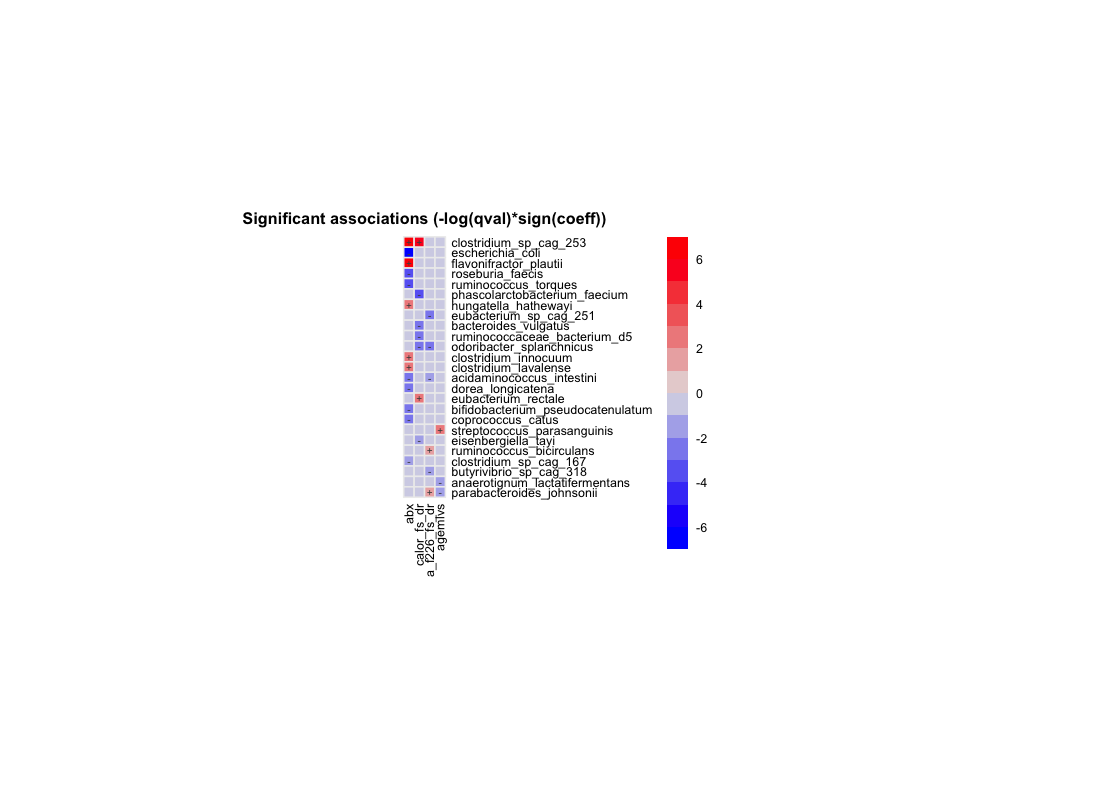 Significant associations (-log(qval)*sign(coeff))
+ + clostridium_sp_cag_253
- escherichia_coli
+ flavonifractor_plautii
- roseburia_faecis
- ruminococcus_torques
- phascolarctobacterium_faecium
+ hungatella_hathewayi
- eubacterium_sp_cag_251
- bacteroides_vulgatus
- ruminococcaceae_bacterium_d5
- - odoribacter_splanchnicus
+ clostridium_innocuum
+ clostridium_lavalense
- - acidaminococcus_intestini
- dorea_longicatena
+ eubacterium_rectale
- bifidobacterium_pseudocatenulatum
- coprococcus_catus
+ streptococcus_parasanguinis
- eisenbergiella_tayi
+ ruminococcus_bicirculans
- clostridium_sp_cag_167
- butyrivibrio_sp_cag_318
- anaerotignum_lactatifermentans
+ - parabacteroides_johnsonii
abx
calor_fs_dr
a_f226_fs_dr
agemlvs
6
4
2
0
-2
-4
-6